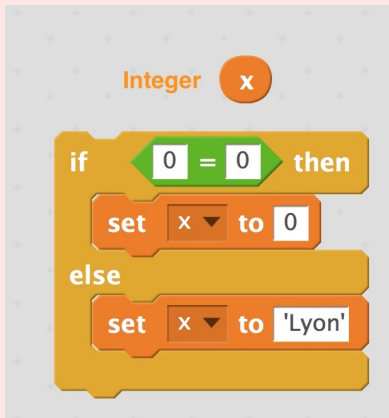 Integer x
if 0 = 0 then
set x to 0
else
set x to 'Lyon'